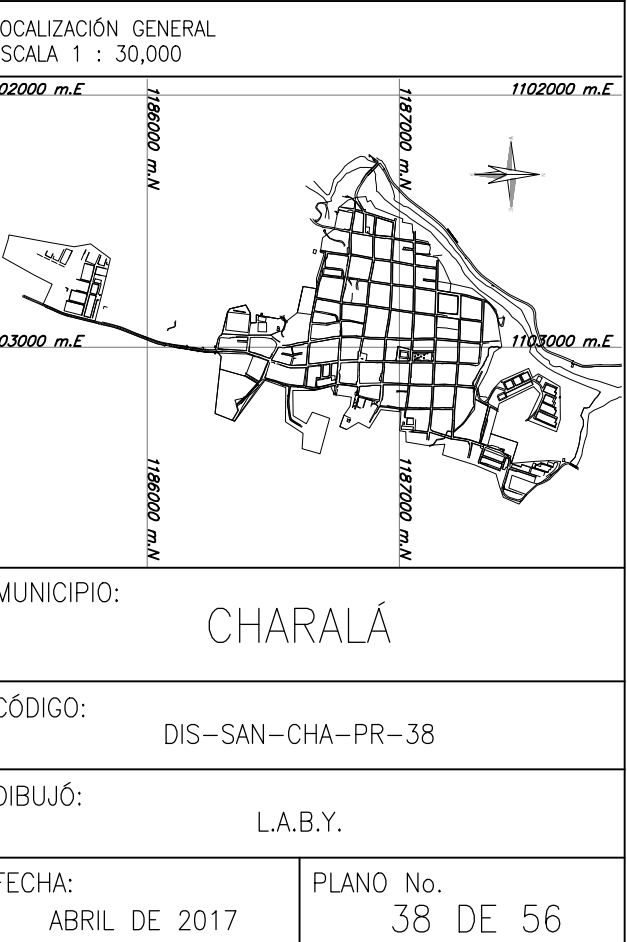 OCALIZACIÓN GENERAL
SCALA 1 : 30,000
02000 m.E
1102000 m.E
1186000 m.N
1187000 m.N
03000 m.E
1103000 m.E
1186000 m.N
1187000 m.N
MUNICIPIO:
CHARALÁ
CÓDIGO:
DIS-SAN-CHA-PR-38
DIBUJÓ:
L.A.B.Y.
FECHA:
ABRIL DE 2017
PLANO No.
38 DE 56